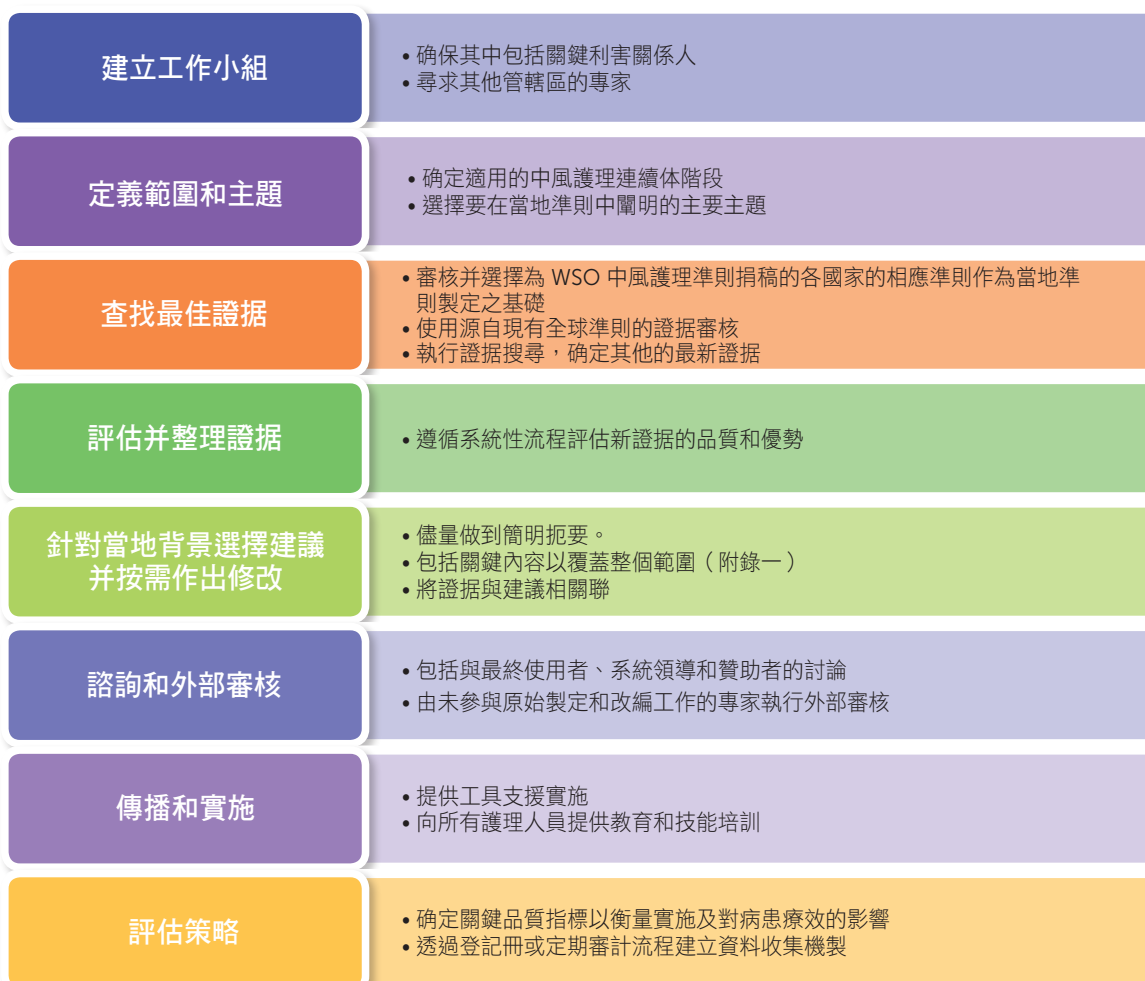 建立工作小組
• 确保其中包括關鍵利害關係人
• 尋求其他管轄區的專家
定義範圍和主題
• 确定適用的中風護理連續体階段
• 選擇要在當地準則中闡明的主要主題
查找最佳證据
• 審核并選擇為 WSO 中風護理準則捐稿的各國家的相應準則作為當地準
則製定之基礎
• 使用源自現有全球準則的證据審核
• 執行證据搜尋，确定其他的最新證据
評估并整理證据
• 遵循系統性流程評估新證据的品質和優勢
針對當地背景選擇建議
并按需作出修改
• 儘量做到簡明扼要。
• 包括關鍵內容以覆蓋整個範圍（附錄一）
• 將證据與建議相關聯
諮詢和外部審核
• 包括與最終使用者、系統領導和贊助者的討論
• 由未參與原始製定和改編工作的專家執行外部審核
傳播和實施
• 提供工具支援實施
• 向所有護理人員提供教育和技能培訓
評估策略
• 确定關鍵品質指標以衡量實施及對病患療效的影響
• 透過登記冊或定期審計流程建立資料收集機製